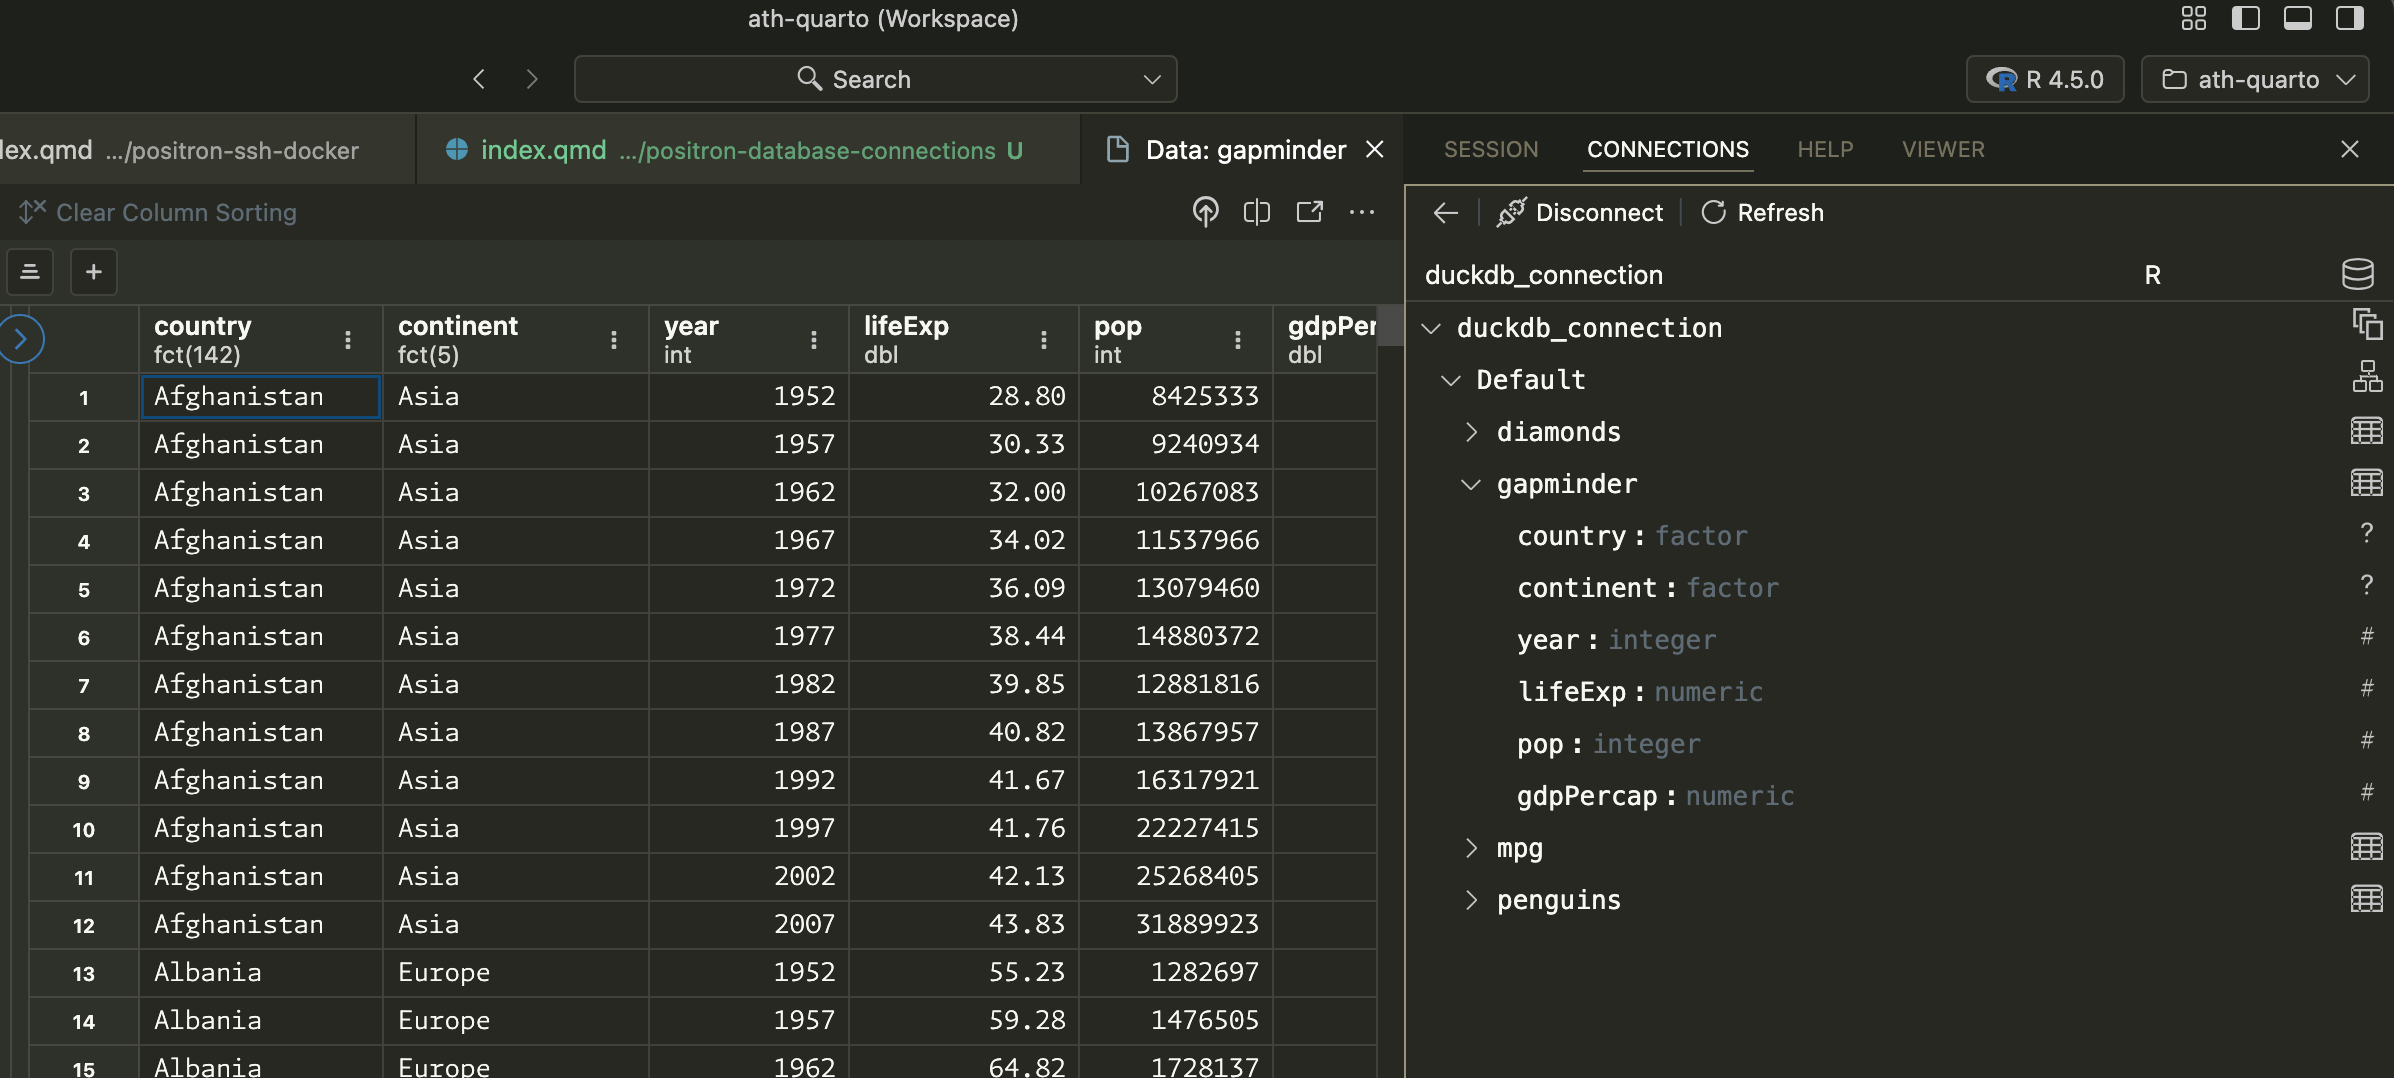 ath-quarto (Workspace)
Search
R 4.5.0
ath-quarto
lex.qmd .../positron-ssh-docker
index.qmd .../positron-database-connections U
Data: gapminder
SESSION
CONNECTIONS
HELP
VIEWER
Clear Column Sorting
country continent year lifeExp pop gdpPer
fct(142) fct(5) int dbl int dbl
1 Afghanistan Asia 1952 28.80 8425333
2 Afghanistan Asia 1957 30.33 9240934
3 Afghanistan Asia 1962 32.00 10267083
4 Afghanistan Asia 1967 34.02 11537966
5 Afghanistan Asia 1972 36.09 13079460
6 Afghanistan Asia 1977 38.44 14880372
7 Afghanistan Asia 1982 39.85 12881816
8 Afghanistan Asia 1987 40.82 13867957
9 Afghanistan Asia 1992 41.67 16317921
10 Afghanistan Asia 1997 41.76 22227415
11 Afghanistan Asia 2002 42.13 25268405
12 Afghanistan Asia 2007 43.83 31889923
13 Albania Europe 1952 55.23 1282697
14 Albania Europe 1957 59.28 1476505
15 Albania Europe 1962 64.82 1728137
Disconnect
Refresh
duckdb_connection R
duckdb_connection
Default
diamonds
gapminder
country : factor ?
continent : factor ?
year : integer #
lifeExp : numeric #
pop : integer #
gdpPercap : numeric #
mpg
penguins